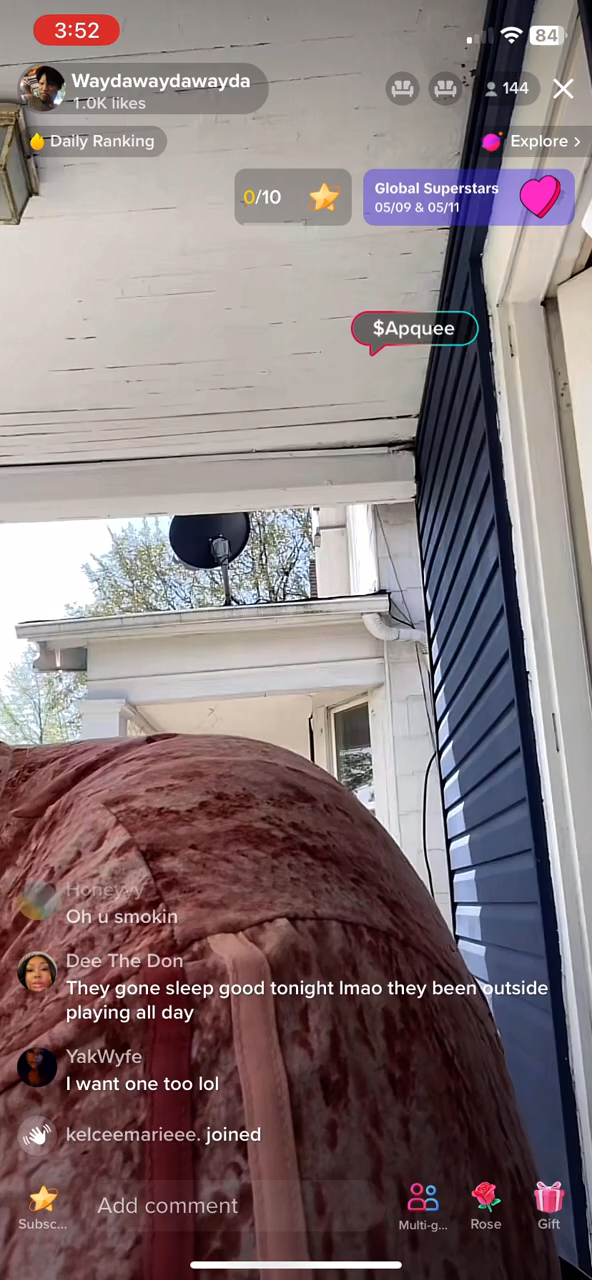 3:52
84
Waydawaydawayda
1.0K likes
144
Daily Ranking
Explore >
0/10
Global Superstars
05/09 & 05/11
$Apquee
Honeyyy
Oh u smokin
Dee The Don
They gone sleep good tonight lmao they been outside
playing all day
YakWyfe
I want one too lol
kelceemarieee. joined
Subsc...
Add comment
Multi-g...
Rose
Gift